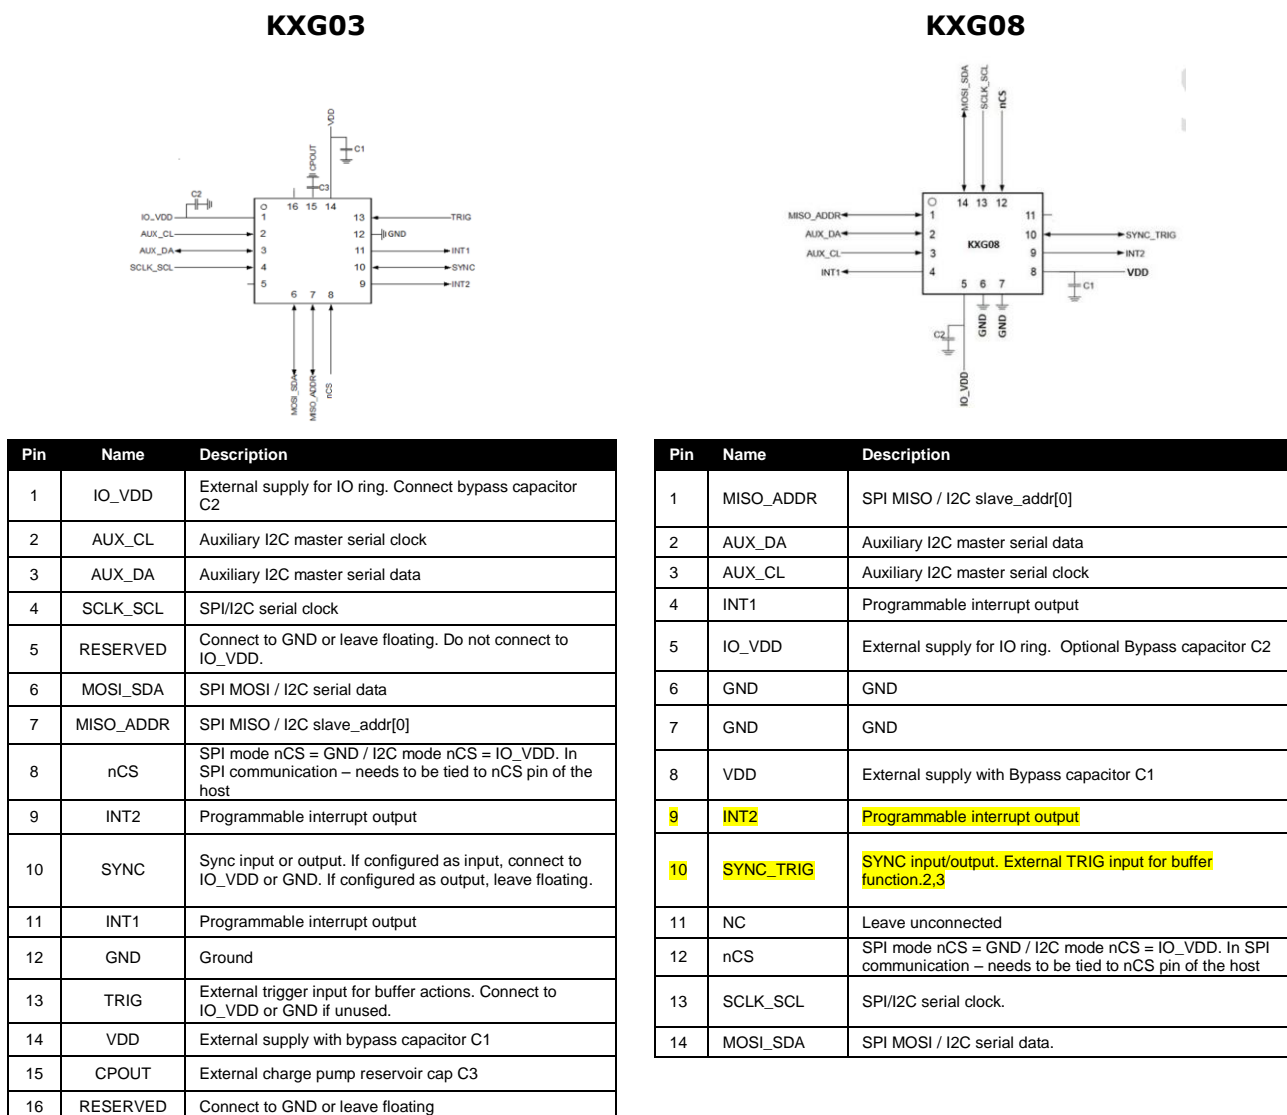 KXG03
KXG08
VDD
C1
CPOUT
C3
C2
16 15 14
IO_VDD
1
13
TRIG
AUX_CL
2
12
GND
AUX_DA
3
11
INT1
SCLK_SCL
4
10
SYNC
5
9
INT2
6 7 8
MOSI_SDA
MISO_ADDR
nCS
MOSI_SDA
SCLK_SCL
nCS
14 13 12
MISO_ADDR
1
11
AUX_DA
2
KXG08
10
SYNC_TRIG
AUX_CL
3
9
INT2
INT1
4
8
VDD
5 6 7
C1
C2
GND
GND
IO_VDD
Pin Name Description
1 IO_VDD External supply for IO ring. Connect bypass capacitor
C2
2 AUX_CL Auxiliary I2C master serial clock
3 AUX_DA Auxiliary I2C master serial data
4 SCLK_SCL SPI/I2C serial clock
5 RESERVED Connect to GND or leave floating. Do not connect to
IO_VDD.
6 MOSI_SDA SPI MOSI / I2C serial data
7 MISO_ADDR SPI MISO / I2C slave_addr[0]
8 nCS SPI mode nCS = GND / I2C mode nCS = IO_VDD. In
SPI communication – needs to be tied to nCS pin of the
host
9 INT2 Programmable interrupt output
10 SYNC Sync input or output. If configured as input, connect to
IO_VDD or GND. If configured as output, leave floating.
11 INT1 Programmable interrupt output
12 GND Ground
13 TRIG External trigger input for buffer actions. Connect to
IO_VDD or GND if unused.
14 VDD External supply with bypass capacitor C1
15 CPOUT External charge pump reservoir cap C3
16 RESERVED Connect to GND or leave floating
Pin Name Description
1 MISO_ADDR SPI MISO / I2C slave_addr[0]
2 AUX_DA Auxiliary I2C master serial data
3 AUX_CL Auxiliary I2C master serial clock
4 INT1 Programmable interrupt output
5 IO_VDD External supply for IO ring. Optional Bypass capacitor C2
6 GND GND
7 GND GND
8 VDD External supply with Bypass capacitor C1
9 INT2 Programmable interrupt output
10 SYNC_TRIG SYNC input/output. External TRIG input for buffer
function.2,3
11 NC Leave unconnected
12 nCS SPI mode nCS = GND / I2C mode nCS = IO_VDD. In SPI
communication – needs to be tied to nCS pin of the host
13 SCLK_SCL SPI/I2C serial clock.
14 MOSI_SDA SPI MOSI / I2C serial data.